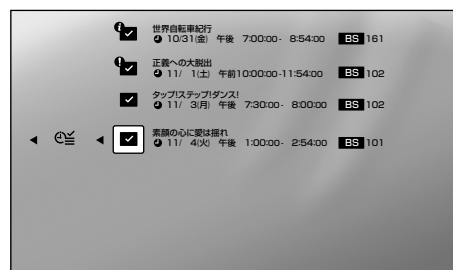 世界自転車紀行
10/31(金) 午後 7:00:00- 8:54:00 BS 161
正義への大脱出
11/ 1(土) 午前10:00:00-11:54:00 BS 102
タップ!ステップ!ダンス!
11/ 3(月) 午後 7:30:00- 8:00:00 BS 102
素顔の心に愛は揺れ
11/ 4(火) 午後 1:00:00- 2:54:00 BS 101